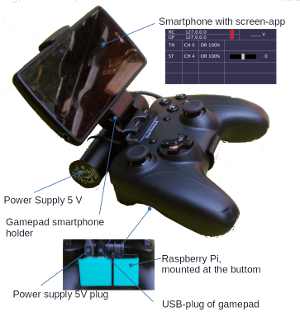 Smartphone with screen-app
RC 127.0.0.0
GP 127.0.0.0
TH CH 0 DR 100%
ST CH 4 DR 100% 0
Power Supply 5 V
Gamepad smartphone
holder
Raspberry Pi,
mounted at the buttom
Power supply 5V plug
USB-plug of gamepad